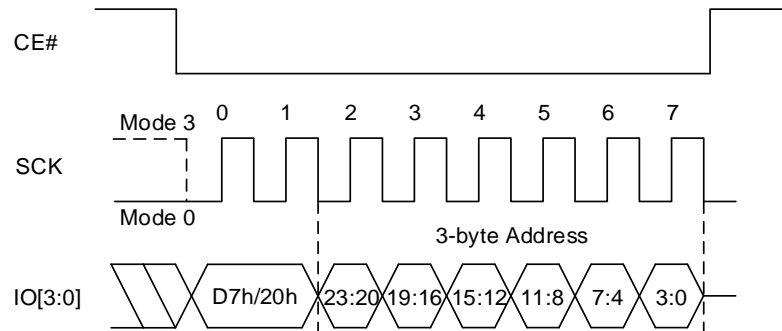 CE#
0 1 2 3 4 5 6 7
Mode 3
SCK
Mode 0
3-byte Address
IO[3:0] D7h/20h 23:20 19:16 15:12 11:8 7:4 3:0